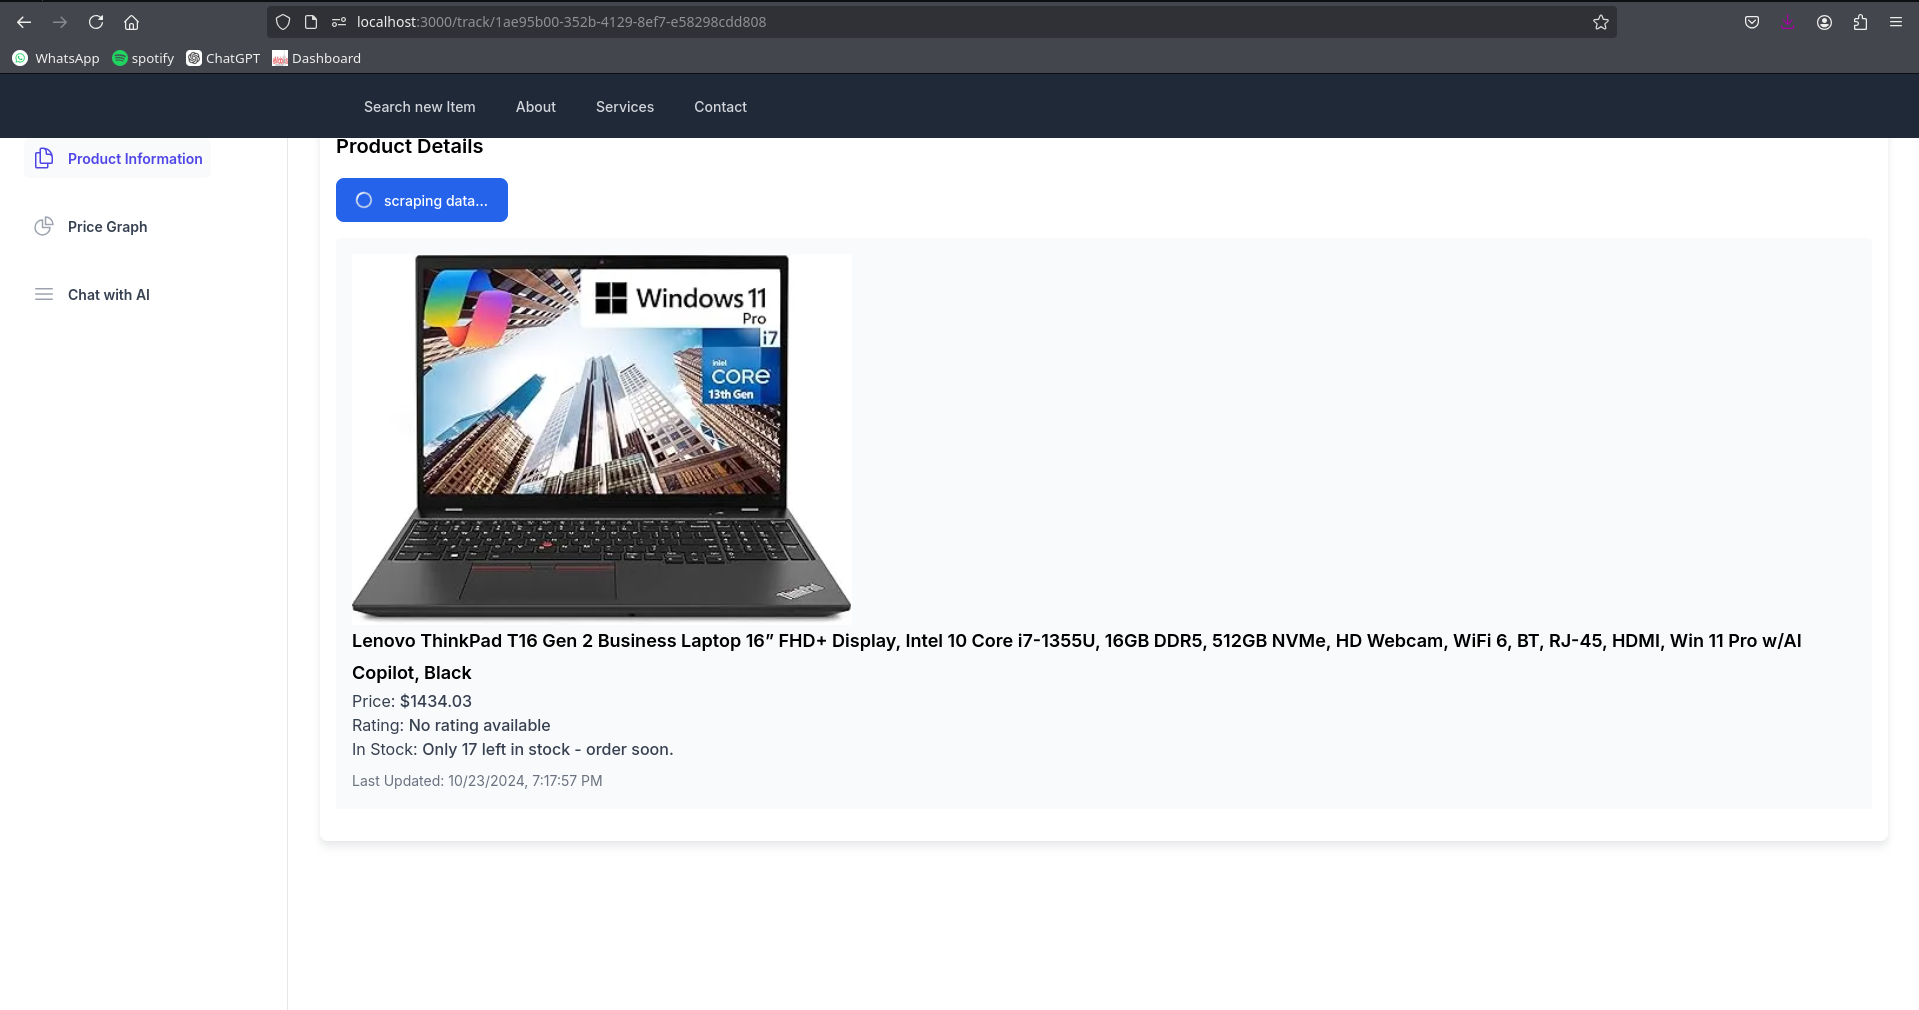 localhost:3000/track/1ae95b00-352b-4129-8ef7-e58298cdd808
WhatsApp spotify ChatGPT Dashboard
Search new Item About Services Contact
Product Information
Price Graph
Chat with AI
Product Details
scraping data...
Windows 11
Pro
i7
intel
CORE
13th Gen
ThinkPad
Lenovo ThinkPad T16 Gen 2 Business Laptop 16” FHD+ Display, Intel 10 Core i7-1355U, 16GB DDR5, 512GB NVMe, HD Webcam, WiFi 6, BT, RJ-45, HDMI, Win 11 Pro w/AI
Copilot, Black
Price: $1434.03
Rating: No rating available
In Stock: Only 17 left in stock - order soon.
Last Updated: 10/23/2024, 7:17:57 PM